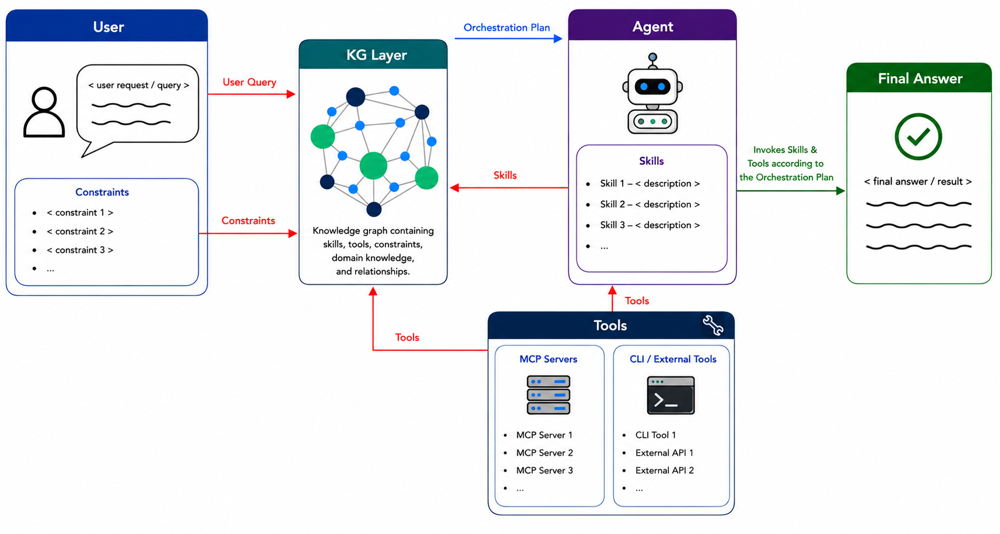 User
< user request / query >
Constraints
• < constraint 1 >
• < constraint 2 >
• < constraint 3 >
• ...
User Query
Constraints
KG Layer
Knowledge graph containing
skills, tools, constraints,
domain knowledge,
and relationships.
Orchestration Plan
Skills
Tools
Agent
Skills
• Skill 1 – < description >
• Skill 2 – < description >
• Skill 3 – < description >
• ...
Tools
Tools
MCP Servers
• MCP Server 1
• MCP Server 2
• MCP Server 3
• ...
CLI / External Tools
>_
• CLI Tool 1
• External API 1
• External API 2
• ...
Invokes Skills &
Tools according to
the Orchestration Plan
Final Answer
< final answer / result >